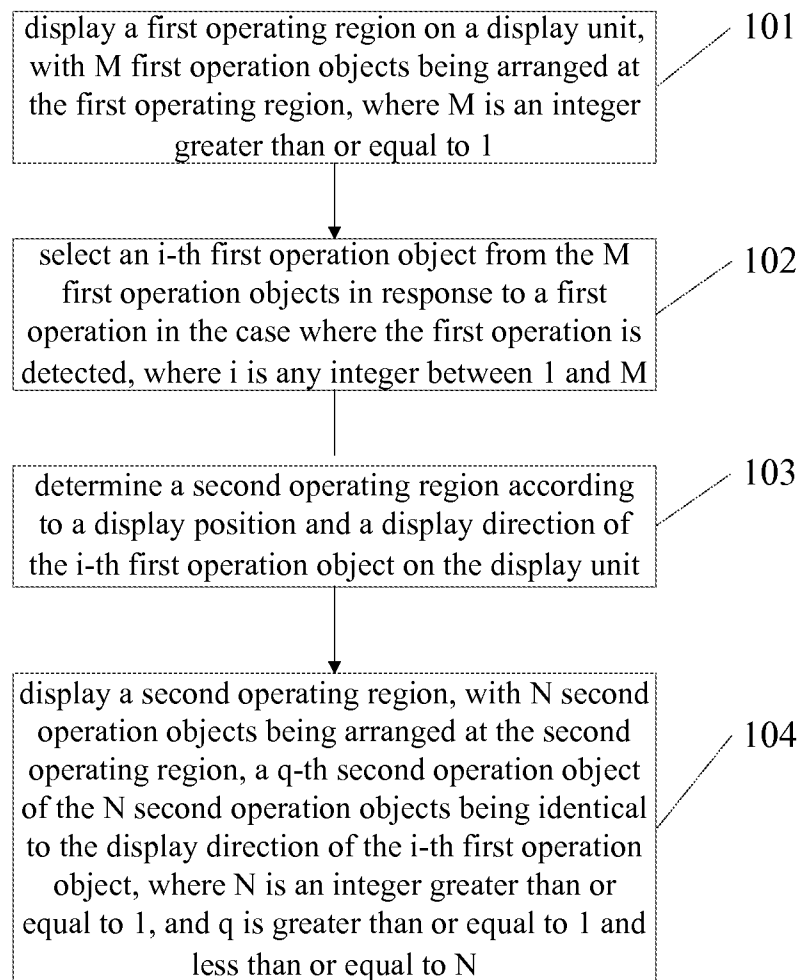 display a first operating region on a display unit,
with M first operation objects being arranged at
the first operating region, where M is an integer
greater than or equal to 1
101
select an i-th first operation object from the M
first operation objects in response to a first
operation in the case where the first operation is
detected, where i is any integer between 1 and M
102
determine a second operating region according
to a display position and a display direction of
the i-th first operation object on the display unit
103
display a second operating region, with N second
operation objects being arranged at the second
operating region, a q-th second operation object
of the N second operation objects being identical
to the display direction of the i-th first operation
object, where N is an integer greater than or
equal to 1, and q is greater than or equal to 1 and
less than or equal to N
104